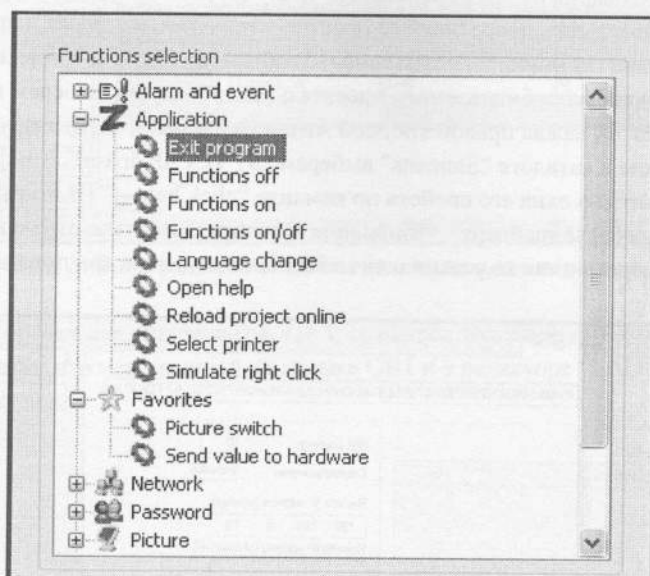 Functions selection
Alarm and event
Application
Exit program
Functions off
Functions on
Functions on/off
Language change
Open help
Reload project online
Select printer
Simulate right click
Favorites
Picture switch
Send value to hardware
Network
Password
Picture